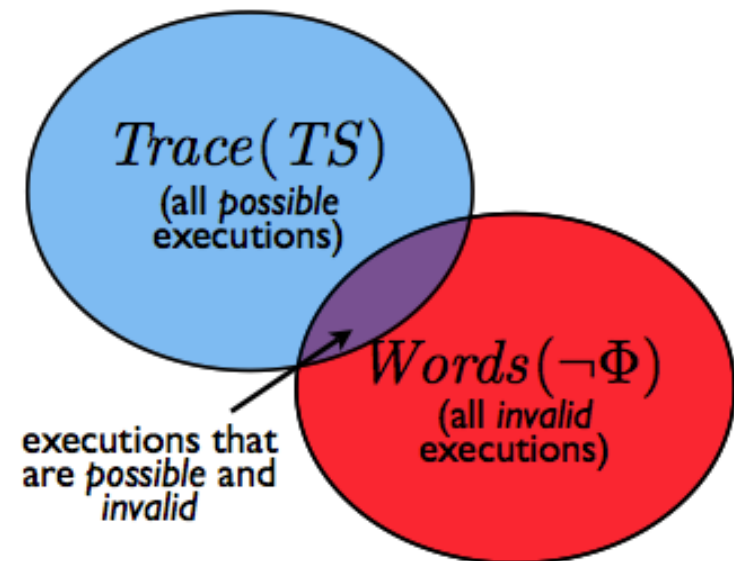 Trace(TS)
(all possible
executions)
Words(¬Φ)
(all invalid
executions)
executions that
are possible and
invalid